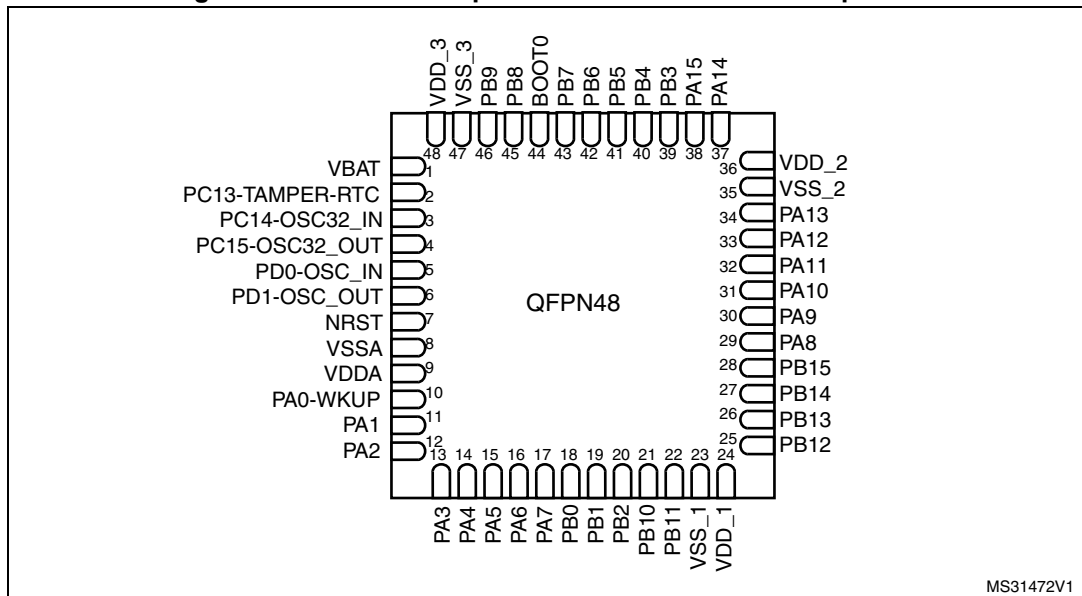 VDD_3
VSS_3
PB9
PB8
BOOT0
PB7
PB6
PB5
PB4
PB3
PA15
PA14
48 47 46 45 44 43 42 41 40 39 38 37
VBAT 1
PC13-TAMPER-RTC 2
PC14-OSC32_IN 3
PC15-OSC32_OUT 4
PD0-OSC_IN 5
PD1-OSC_OUT 6
NRST 7
VSSA 8
VDDA 9
PA0-WKUP 10
PA1 11
PA2 12
QFPN48
36 VDD_2
35 VSS_2
34 PA13
33 PA12
32 PA11
31 PA10
30 PA9
29 PA8
28 PB15
27 PB14
26 PB13
25 PB12
13 14 15 16 17 18 19 20 21 22 23 24
PA3
PA4
PA5
PA6
PA7
PB0
PB1
PB2
PB10
PB11
VSS_1
VDD_1
MS31472V1